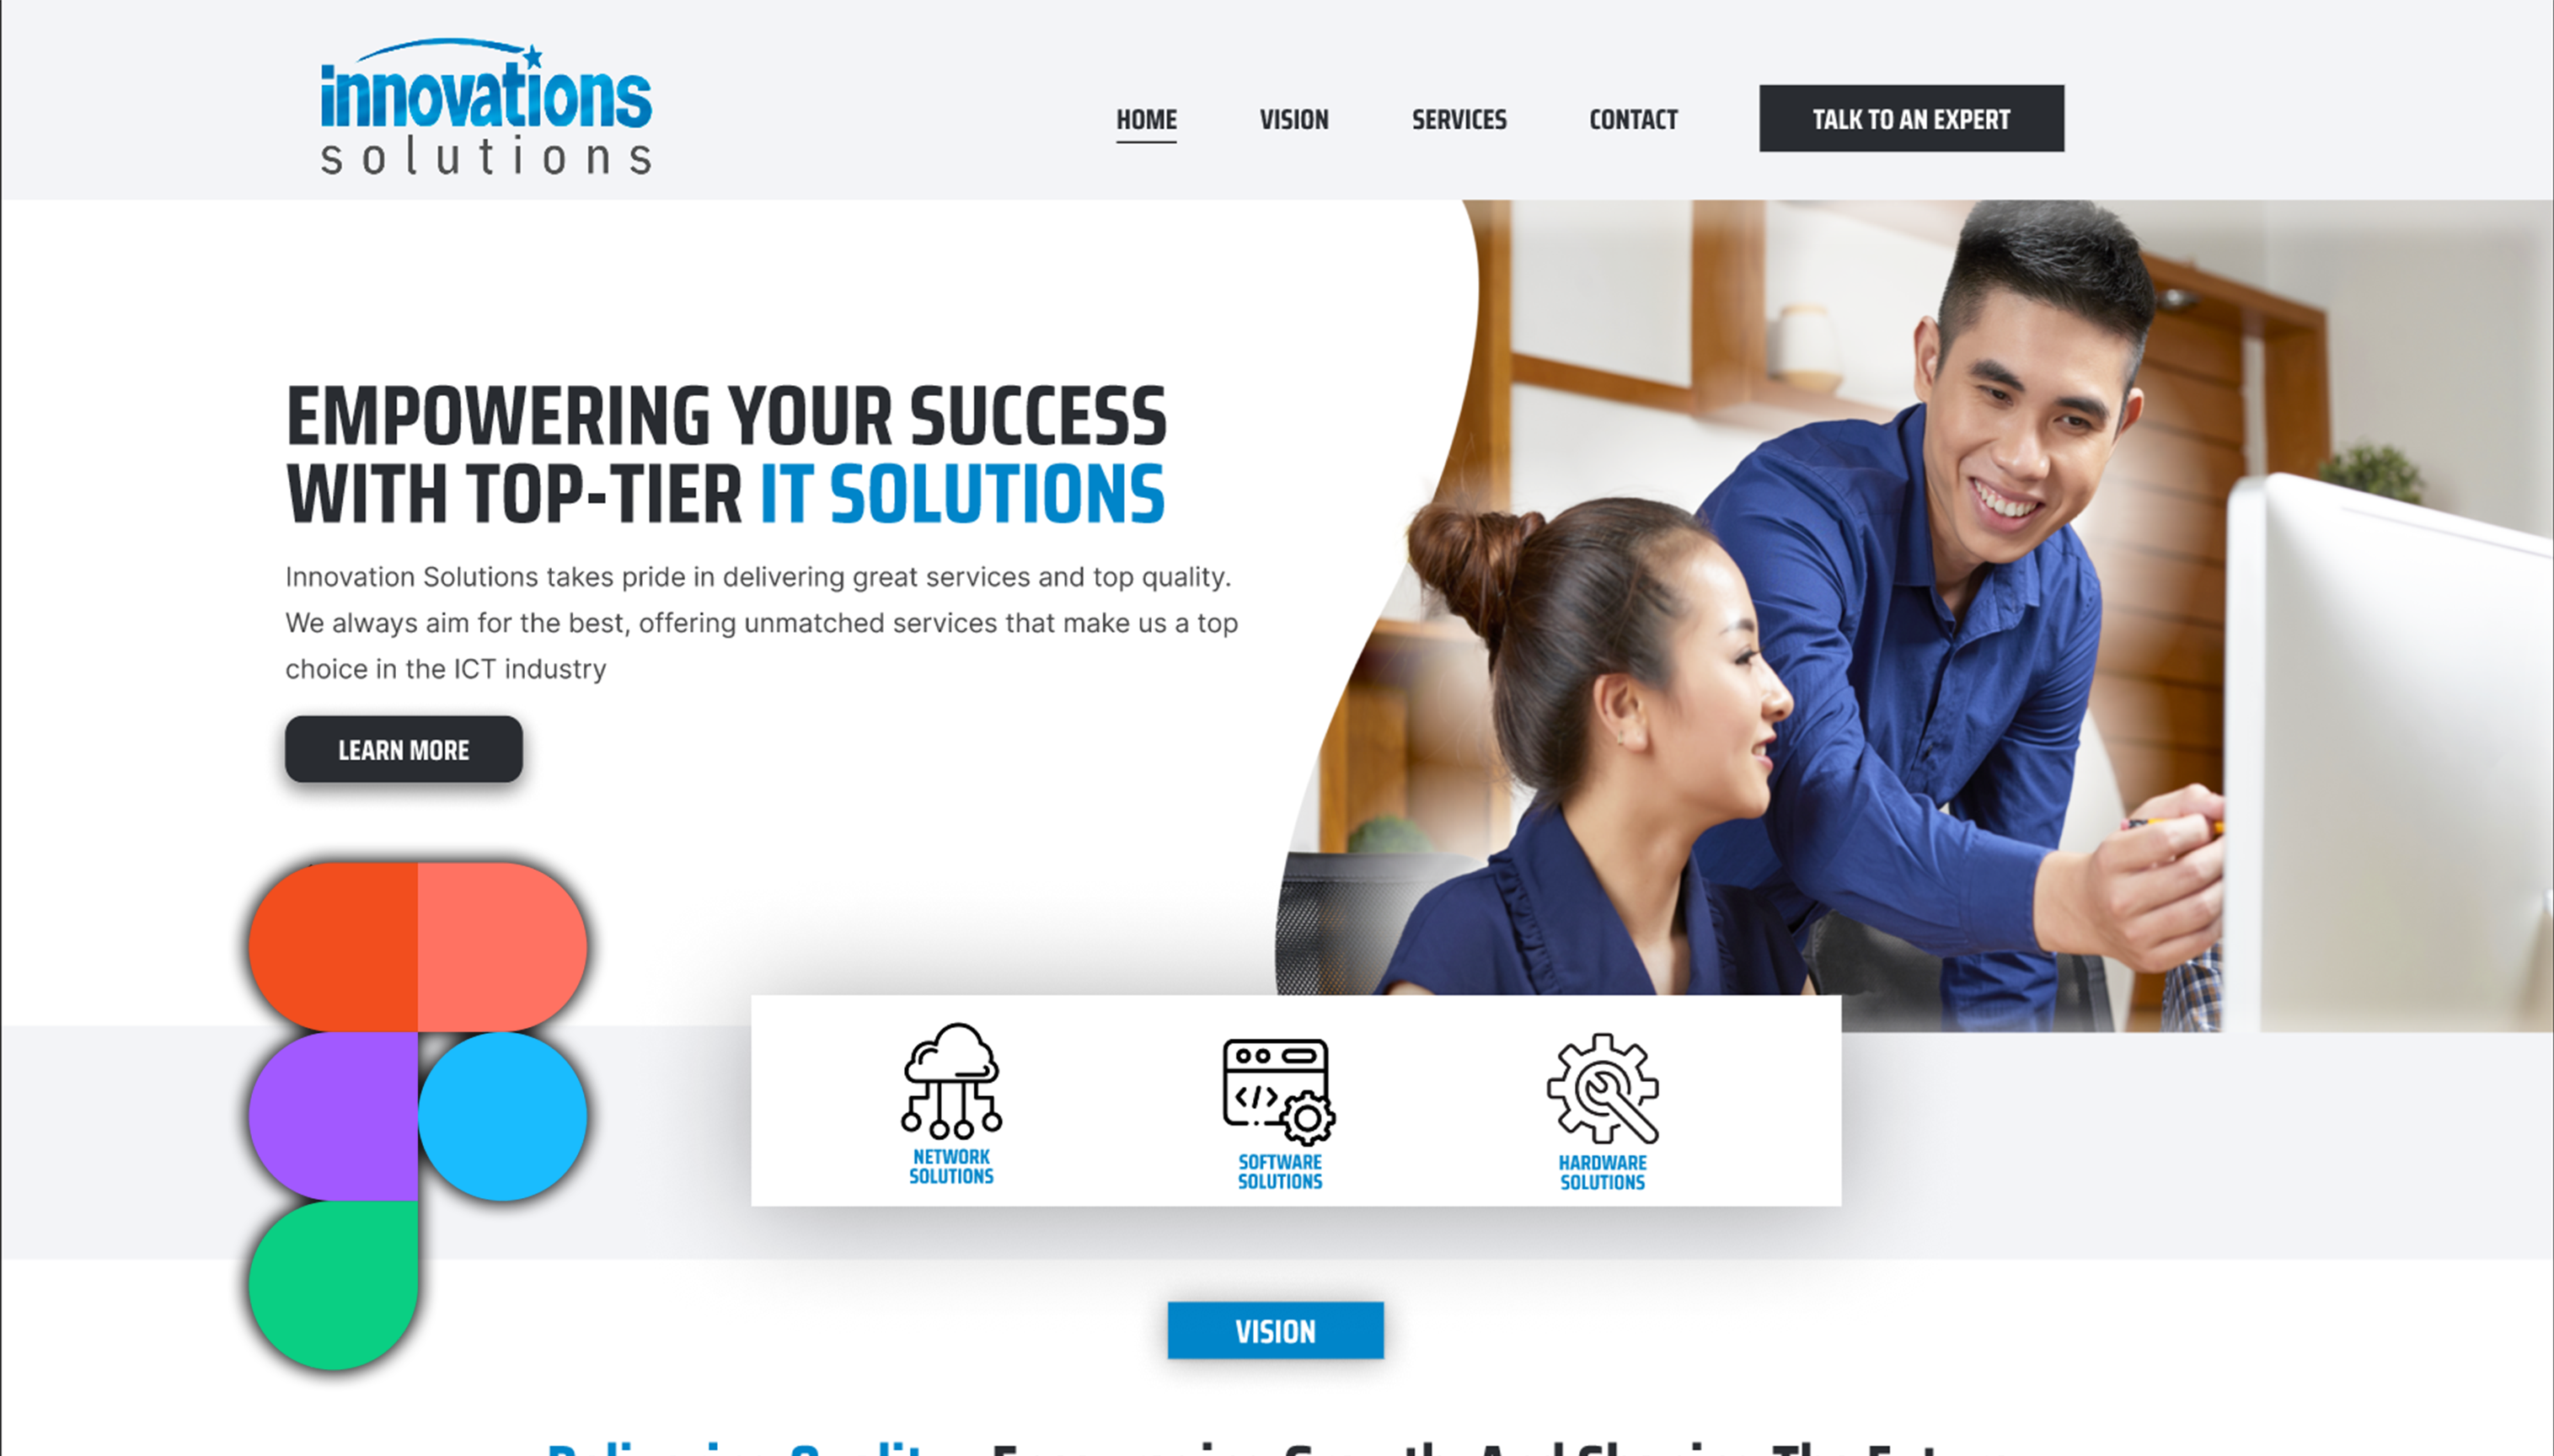 innovations
solutions
HOME
VISION
SERVICES
CONTACT
TALK TO AN EXPERT
EMPOWERING YOUR SUCCESS
WITH TOP-TIER IT SOLUTIONS
Innovation Solutions takes pride in delivering great services and top quality.
We always aim for the best, offering unmatched services that make us a top
choice in the ICT industry
LEARN MORE
NETWORK
SOLUTIONS
SOFTWARE
SOLUTIONS
HARDWARE
SOLUTIONS
VISION